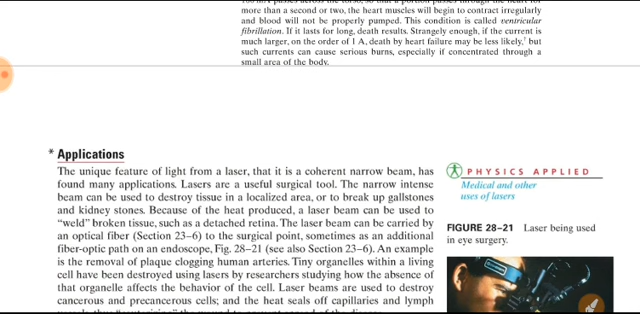 more than a second or two, the heart muscles will begin to contract irregularly
and blood will not be properly pumped. This condition is called ventricular
fibrillation. If it lasts for long, death results. Strangely enough, if the current is
much larger, on the order of 1 A, death by heart failure may be less likely,† but
such currents can cause serious burns, especially if concentrated through a
small area of the body.
* Applications
The unique feature of light from a laser, that it is a coherent narrow beam, has
found many applications. Lasers are a useful surgical tool. The narrow intense
beam can be used to destroy tissue in a localized area, or to break up gallstones
and kidney stones. Because of the heat produced, a laser beam can be used to
“weld” broken tissue, such as a detached retina. The laser beam can be carried by
an optical fiber (Section 23–6) to the surgical point, sometimes as an additional
fiber-optic path on an endoscope, Fig. 28–21 (see also Section 23–6). An example
is the removal of plaque clogging human arteries. Tiny organelles within a living
cell have been destroyed using lasers by researchers studying how the absence of
that organelle affects the behavior of the cell. Laser beams are used to destroy
cancerous and precancerous cells; and the heat seals off capillaries and lymph
PHYSICS APPLIED
Medical and other
uses of lasers
FIGURE 28–21 Laser being used
in eye surgery.